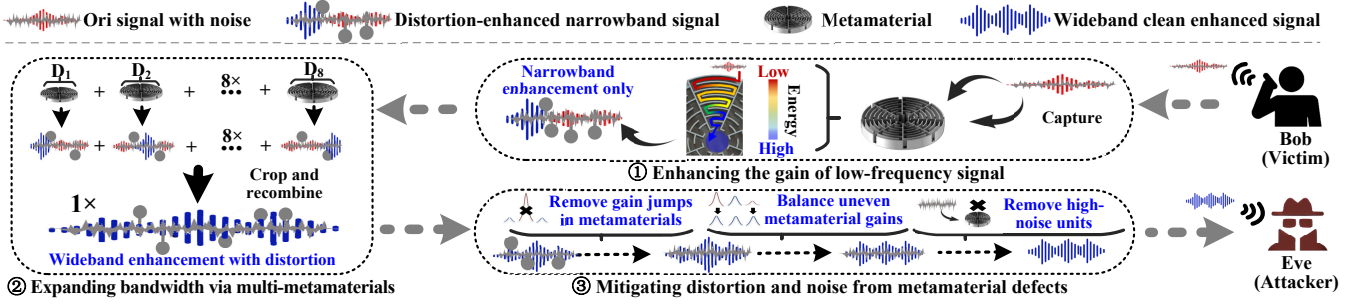 Ori signal with noise
Distortion-enhanced narrowband signal
Metamaterial
Wideband clean enhanced signal
D1 + D2 + 8× ••• + D8
+ + 8× ••• +
Crop and
recombine
1×
Wideband enhancement with distortion
② Expanding bandwidth via multi-metamaterials
Narrowband
enhancement only
Low
Energy
High
Capture
① Enhancing the gain of low-frequency signal
Bob
(Victim)
Remove gain jumps
in metamaterials
Balance uneven
metamaterial gains
Remove high-
noise units
③ Mitigating distortion and noise from metamaterial defects
Eve
(Attacker)